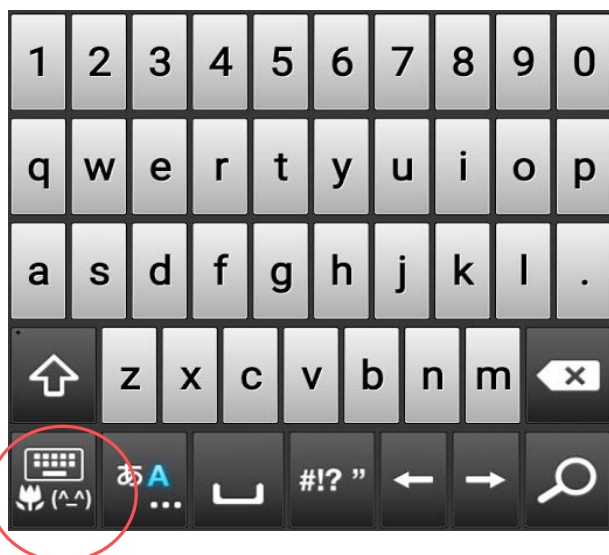 1 2 3 4 5 6 7 8 9 0
q w e r t y u i o p
a s d f g h j k l .
z x c v b n m ×
(^_^) あA... #!? ” ← →